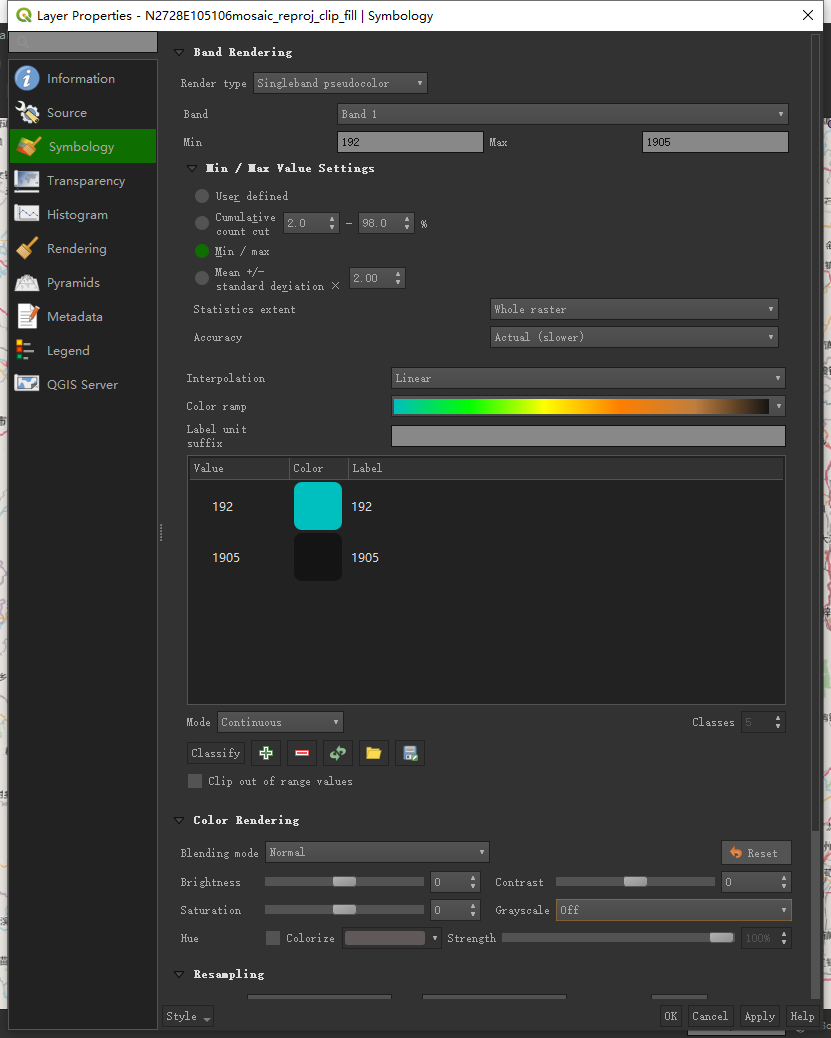 Layer Properties - N2728E105106mosaic_reproj_clip_fill | Symbology
Information
Source
Symbology
Transparency
Histogram
Rendering
Pyramids
Metadata
Legend
QGIS Server
Band Rendering
Render type Singleband pseudocolor
Band Band 1
Min 192 Max 1905
Min / Max Value Settings
User defined
Cumulative
count cut 2.0 - 98.0 %
Min / max
Mean +/-
standard deviation × 2.00
Statistics extent Whole raster
Accuracy Actual (slower)
Interpolation Linear
Color ramp
Label unit
suffix
Value Color Label
192 192
1905 1905
Mode Continuous Classes 5
Classify
Clip out of range values
Color Rendering
Blending mode Normal Reset
Brightness 0 Contrast 0
Saturation 0 Grayscale Off
Hue Colorize Strength 100%
Resampling
Style OK Cancel Apply Help